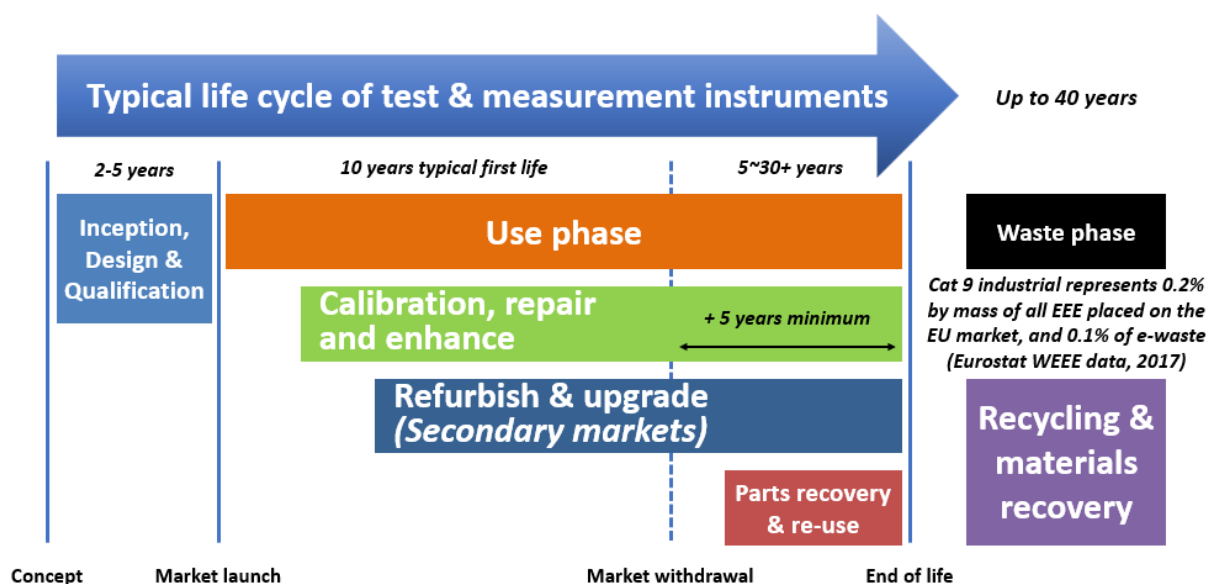 Typical life cycle of test & measurement instruments
Up to 40 years
2-5 years
10 years typical first life
5~30+ years
Inception,
Design &
Qualification
Use phase
Waste phase
Calibration, repair
and enhance
+ 5 years minimum
Cat 9 industrial represents 0.2%
by mass of all EEE placed on the
EU market, and 0.1% of e-waste
(Eurostat WEEE data, 2017)
Refurbish & upgrade
(Secondary markets)
Recycling &
materials
recovery
Parts recovery
& re-use
Concept
Market launch
Market withdrawal
End of life